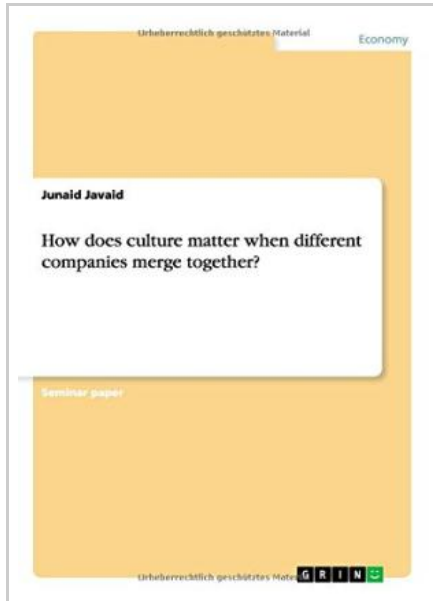 Urheberrechtlich geschütztes Material
Economy
Junaid Javaid
How does culture matter when different
companies merge together?
Seminar paper
GRIN
Urheberrechtlich geschütztes Mate